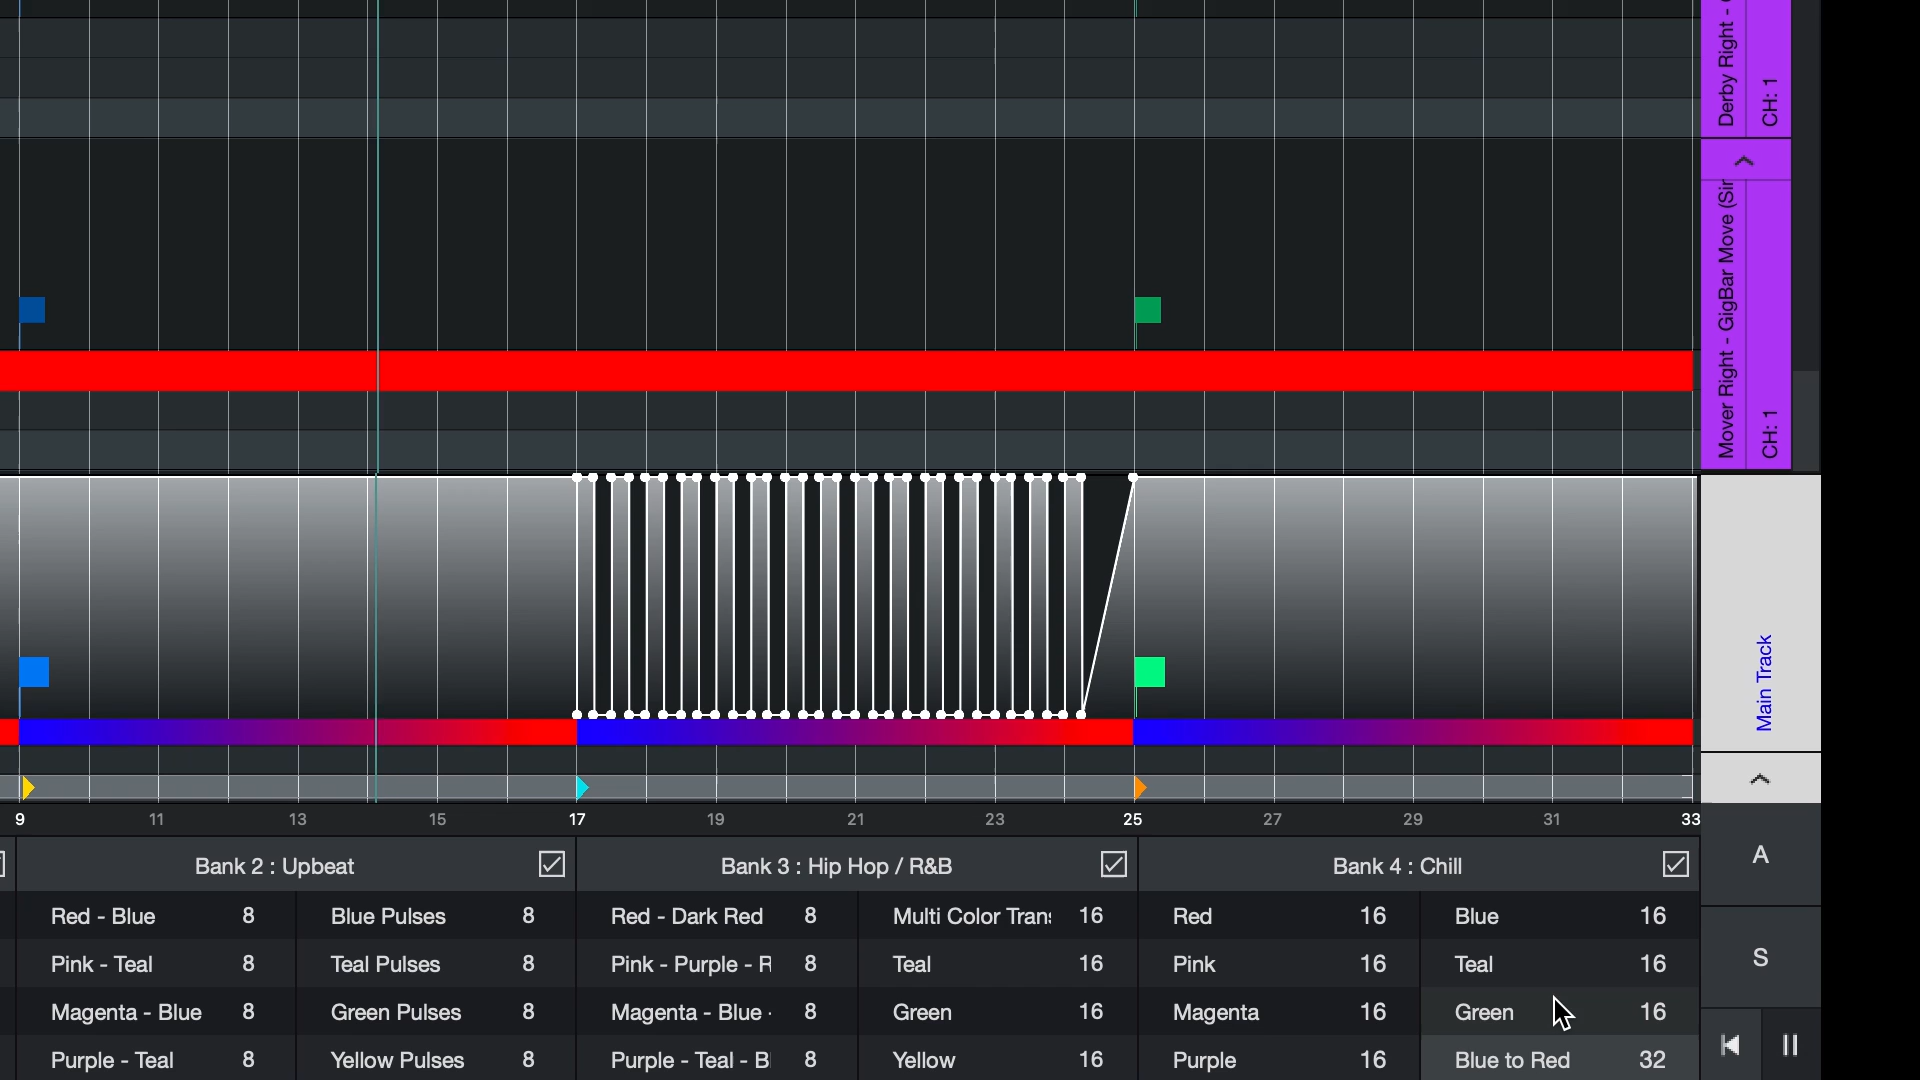 Derby Right -
CH: 1
Mover Right - GigBar Move (Sir
CH: 1
Main Track
9 11 13 15 17 19 21 23 25 27 29 31 33
Bank 2 : Upbeat
Bank 3 : Hip Hop / R&B
Bank 4 : Chill
A
Red - Blue 8 Blue Pulses 8 Red - Dark Red 8 Multi Color Trans 16 Red 16 Blue 16
Pink - Teal 8 Teal Pulses 8 Pink - Purple - R 8 Teal 16 Pink 16 Teal 16
S
Magenta - Blue 8 Green Pulses 8 Magenta - Blue - 8 Green 16 Magenta 16 Green 16
Purple - Teal 8 Yellow Pulses 8 Purple - Teal - Bl 8 Yellow 16 Purple 16 Blue to Red 32